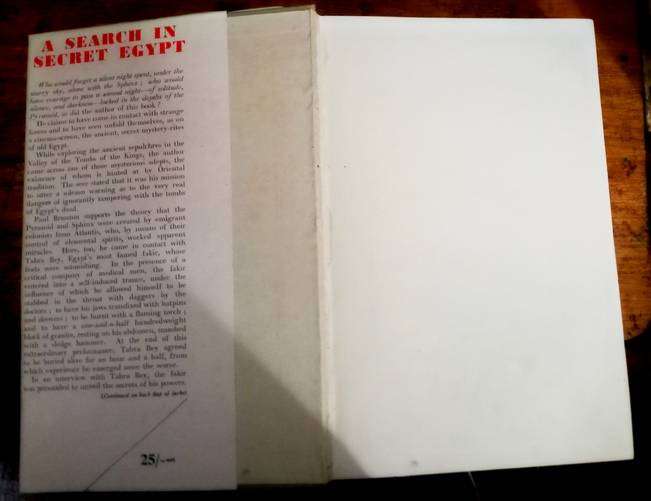 A SEARCH IN
SECRET EGYPT
Who would forget a silent night spent, under the
starry sky, alone with the Sphinx ; who would
have courage to pass a second night—of solitude,
silence, and darkness—locked in the depths of the
Pyramid, as did the author of this book ?
He claims to have come in contact with strange
forces and to have seen unfold themselves, as on
a cinema-screen, the ancient, secret mystery-rites
of old Egypt.
While exploring the ancient sepulchres in the
Valley of the Tombs of the Kings, the author
came across one of those mysterious adepts, the
existence of whom is hinted at by Oriental
tradition. The seer stated that it was his mission
to utter a solemn warning as to the very real
dangers of ignorantly tampering with the tombs
of Egypt's dead.
Paul Brunton supports the theory that the
Pyramid and Sphinx were created by emigrant
colonists from Atlantis, who, by means of their
control of elemental spirits, worked apparent
miracles. Here, too, he came in contact with
Tahra Bey, Egypt's most famed fakir, whose
feats were astonishing. In the presence of a
critical company of medical men, the fakir
entered into a self-induced trance, under the
influence of which he allowed himself to be
stabbed in the throat with daggers by the
doctors ; to have his jaws transfixed with hatpins
and skewers ; to be burnt with a flaming torch ;
and to have a one-and-a-half hundredweight
block of granite, resting on his abdomen, smashed
with a sledge hammer. At the end of this
extraordinary performance, Tahra Bey agreed
to be buried alive for an hour and a half, from
which experience he emerged none the worse.
In an interview with Tahra Bey, the fakir
was persuaded to unveil the secrets of his powers.
(Continued on back flap of jacket)
25/- net